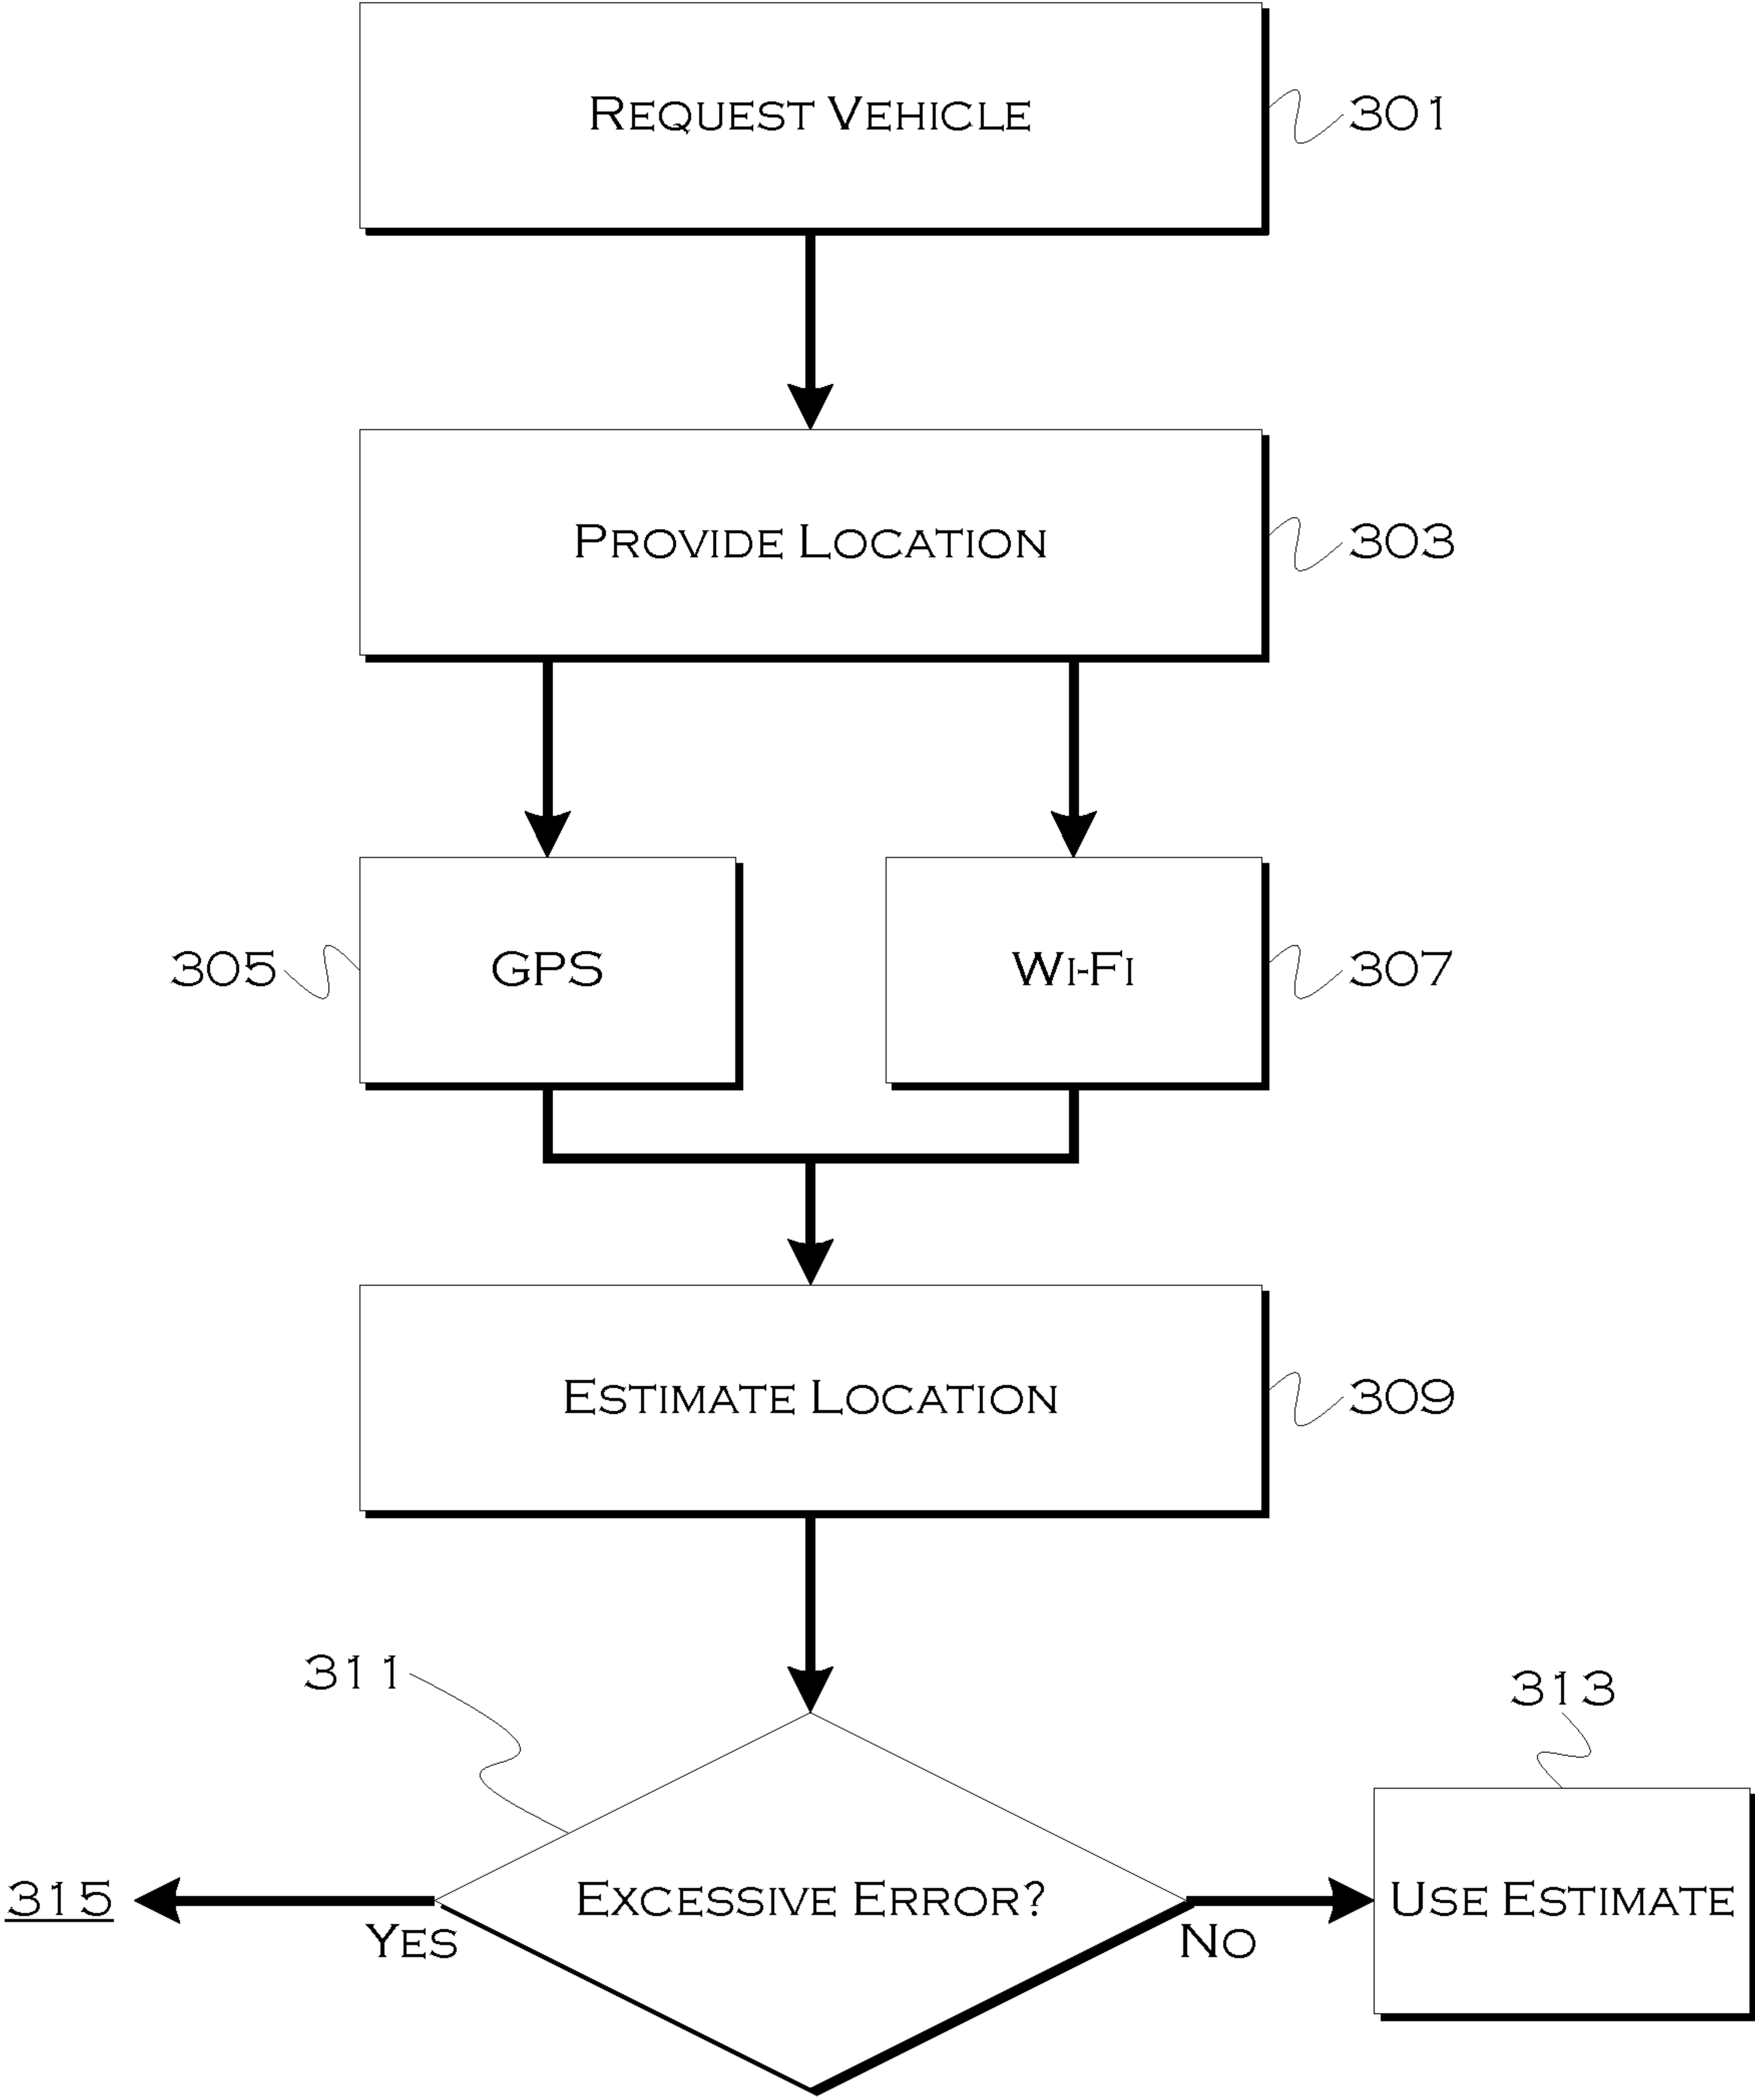 REQUEST VEHICLE
301
PROVIDE LOCATION
303
305
GPS
WI-FI
307
ESTIMATE LOCATION
309
311
313
315
YES
EXCESSIVE ERROR?
NO
USE ESTIMATE